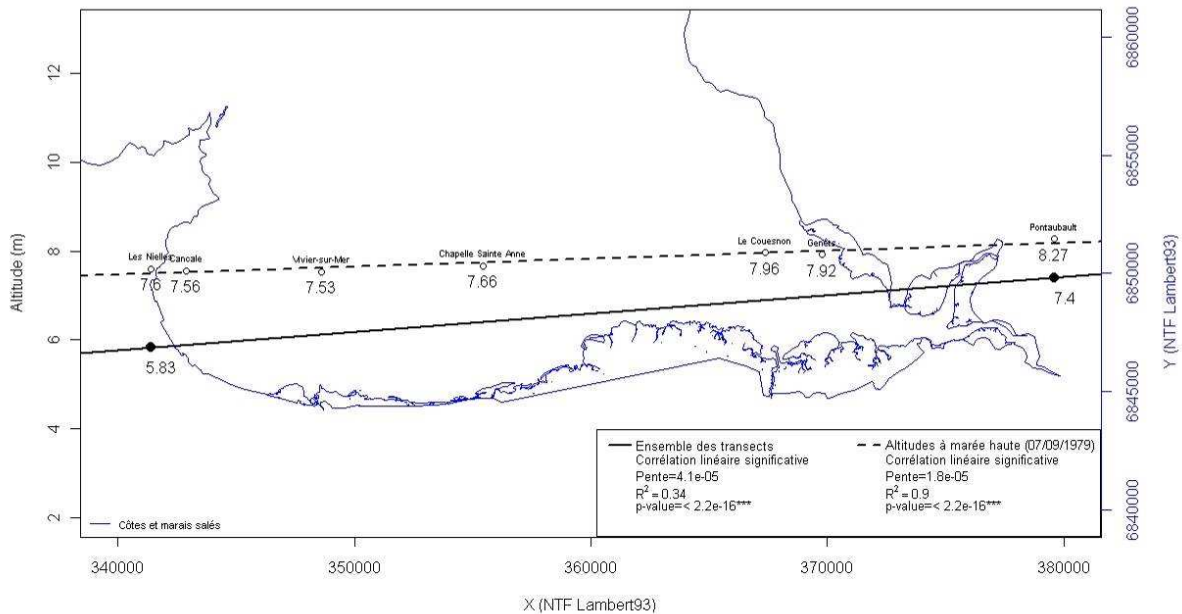 12
10
8
6
4
2
Altitude (m)
6860000
6855000
6850000
6845000
6840000
Y (NTF Lambert93)
Les Nielles
7.6
Cancale
7.56
Vivier-sur-Mer
7.53
Chapelle Sainte Anne
7.66
Le Couesnon
7.96
Genêts
7.92
Pontaubault
8.27
5.83
7.4
Ensemble des transects
Corrélation linéaire significative
Pente=4.1e-05
R² = 0.34
p-value=< 2.2e-16***
Altitudes à marée haute (07/09/1979)
Corrélation linéaire significative
Pente=1.8e-05
R² = 0.9
p-value=< 2.2e-16***
Côtes et marais salés
340000 350000 360000 370000 380000
X (NTF Lambert93)